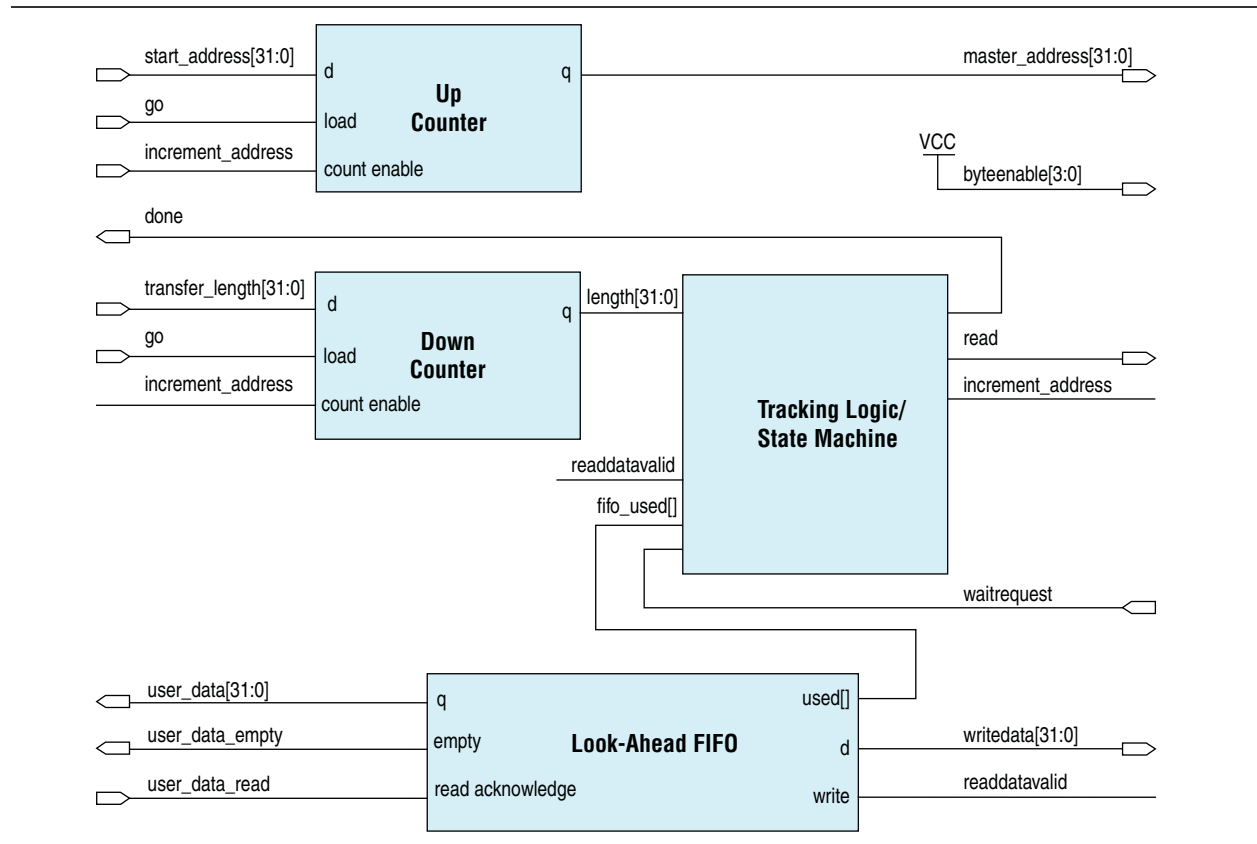 start_address[31:0]
d
q
master_address[31:0]
Up
Counter
go
load
increment_address
count enable
VCC
byteenable[3:0]
done
transfer_length[31:0]
d
q
length[31:0]
go
load
Down
Counter
read
increment_address
count enable
increment_address
Tracking Logic/
State Machine
readdatavalid
fifo_used[]
waitrequest
user_data[31:0]
q
used[]
user_data_empty
empty
Look-Ahead FIFO
d
writedata[31:0]
user_data_read
read acknowledge
write
readdatavalid